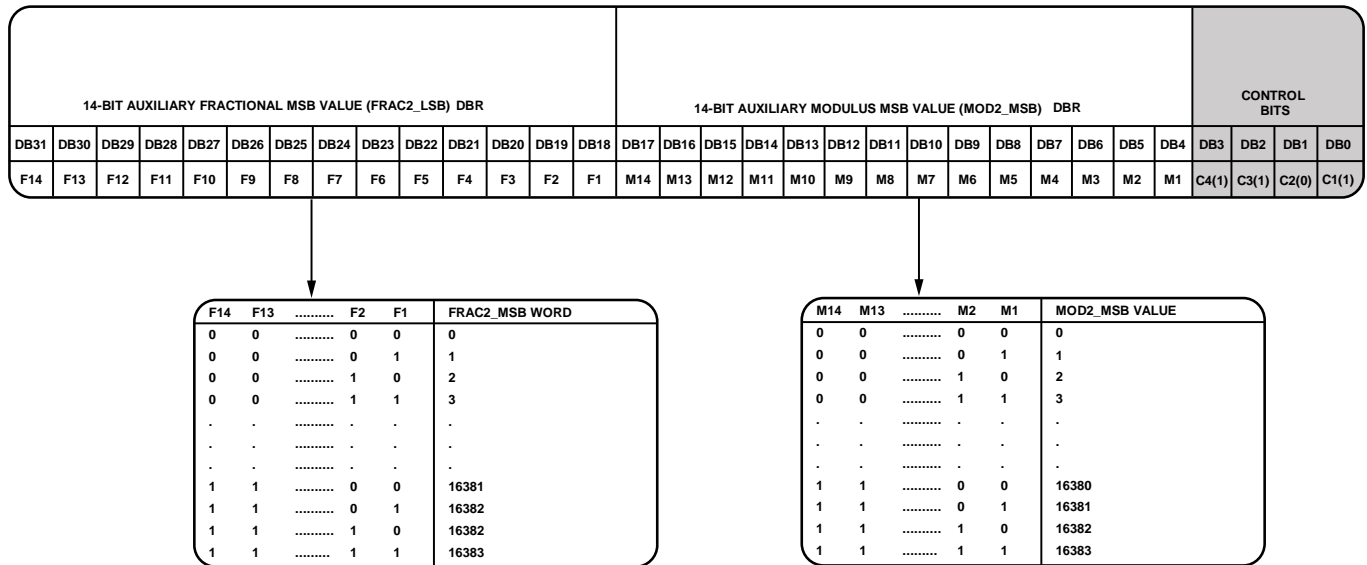 14-BIT AUXILIARY FRACTIONAL MSB VALUE (FRAC2_LSB) DBR
14-BIT AUXILIARY MODULUS MSB VALUE (MOD2_MSB) DBR
CONTROL
BITS
DB31 DB30 DB29 DB28 DB27 DB26 DB25 DB24 DB23 DB22 DB21 DB20 DB19 DB18 DB17 DB16 DB15 DB14 DB13 DB12 DB11 DB10 DB9 DB8 DB7 DB6 DB5 DB4 DB3 DB2 DB1 DB0
F14 F13 F12 F11 F10 F9 F8 F7 F6 F5 F4 F3 F2 F1 M14 M13 M12 M11 M10 M9 M8 M7 M6 M5 M4 M3 M2 M1 C4(1) C3(1) C2(0) C1(1)
F14 F13 .......... F2 F1 FRAC2_MSB WORD
0 0 .......... 0 0 0
0 0 .......... 0 1 1
0 0 .......... 1 0 2
0 0 .......... 1 1 3
. . .......... . . .
. . .......... . . .
. . .......... . . .
1 1 .......... 0 0 16381
1 1 .......... 0 1 16382
1 1 .......... 1 0 16382
1 1 ......... 1 1 16383
M14 M13 .......... M2 M1 MOD2_MSB VALUE
0 0 .......... 0 0 0
0 0 .......... 0 1 1
0 0 .......... 1 0 2
0 0 .......... 1 1 3
. . .......... . . .
. . .......... . . .
. . .......... . . .
1 1 .......... 0 0 16380
1 1 .......... 0 1 16381
1 1 .......... 1 0 16382
1 1 ......... 1 1 16383